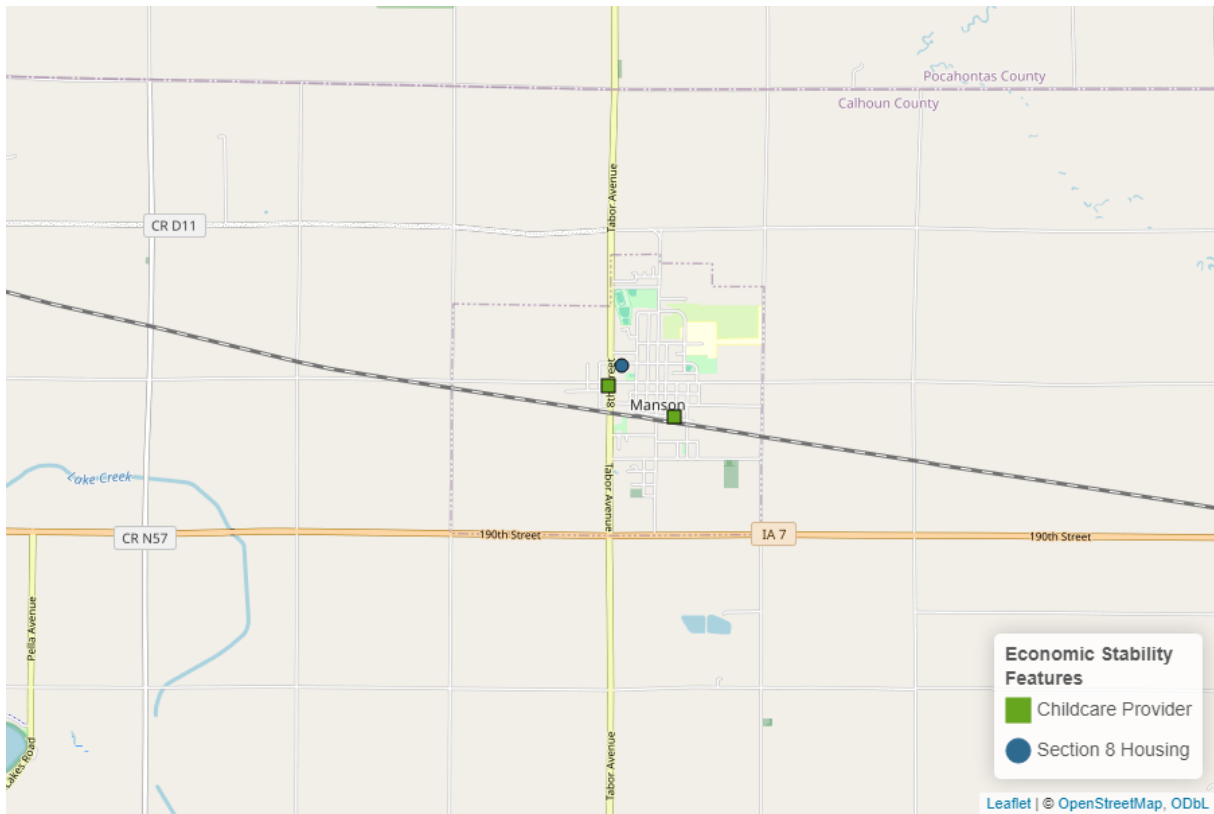 Pocahontas County
Calhoun County
Tabor Avenue
CR D11
8th Street
Manson
Lake Creek
Tabor Avenue
CR N57
190th Street
IA 7
190th Street
Pella Avenue
Lakes Road
Tabor Avenue
Economic Stability
Features
Childcare Provider
Section 8 Housing
Leaflet | © OpenStreetMap, ODbL